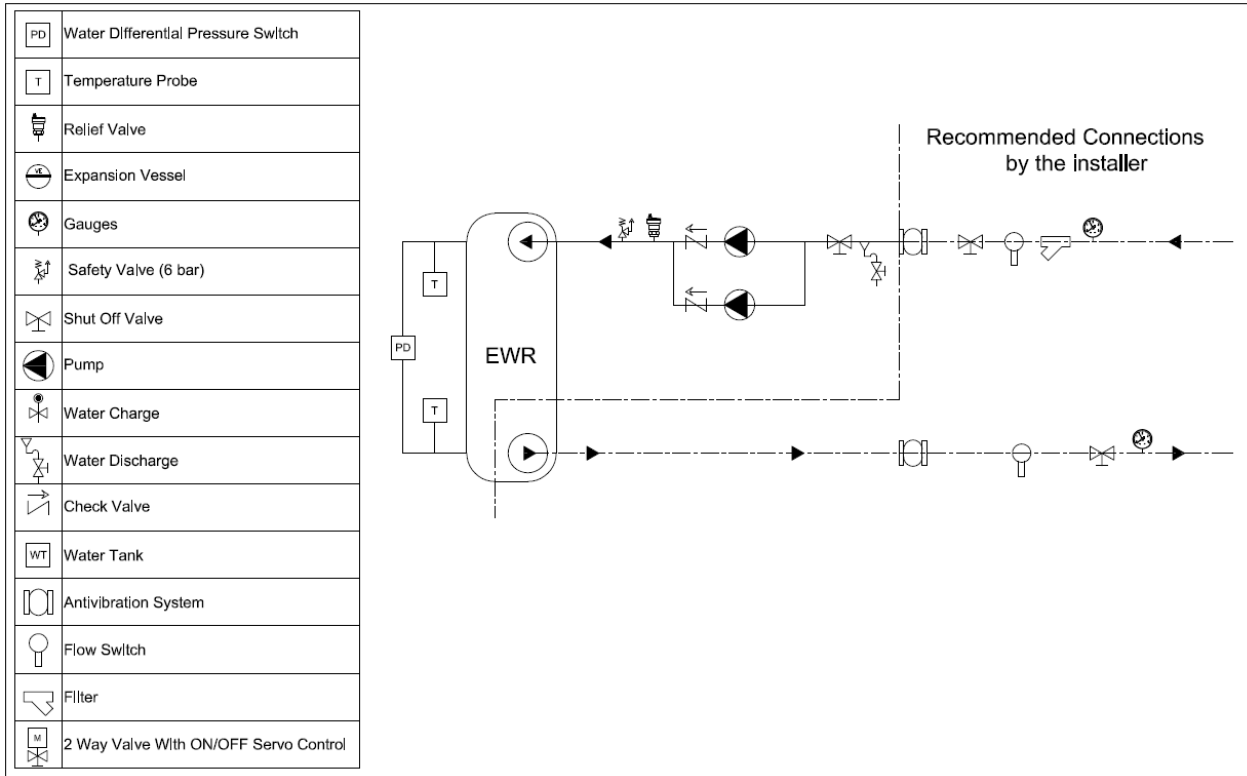 PD Water Differential Pressure Switch
T Temperature Probe
Relief Valve
VE Expansion Vessel
Gauges
Safety Valve (6 bar)
Shut Off Valve
Pump
Water Charge
Water Discharge
Check Valve
WT Water Tank
Antivibration System
Flow Switch
Filter
M 2 Way Valve With ON/OFF Servo Control
Recommended Connections
by the installer
T
PD
EWR
T